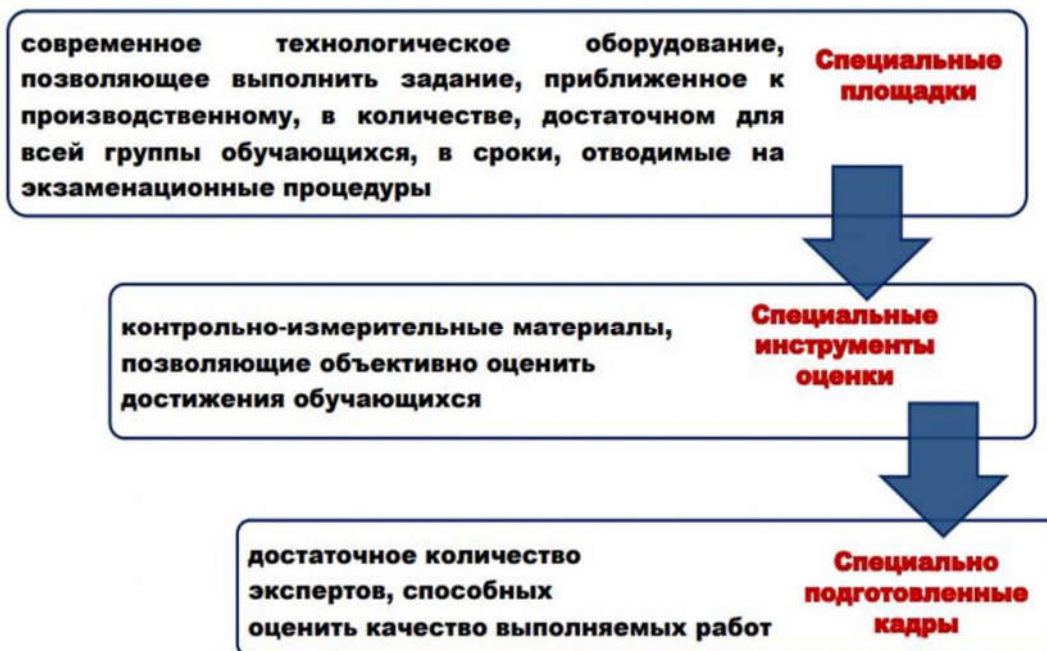 современное технологическое оборудование,
позволяющее выполнить задание, приближенное к
производственному, в количестве, достаточном для
всей группы обучающихся, в сроки, отводимые на
экзаменационные процедуры
Специальные
площадки
контрольно-измерительные материалы,
позволяющие объективно оценить
достижения обучающихся
Специальные
инструменты
оценки
достаточное количество
экспертов, способных
оценить качество выполняемых работ
Специально
подготовленные
кадры